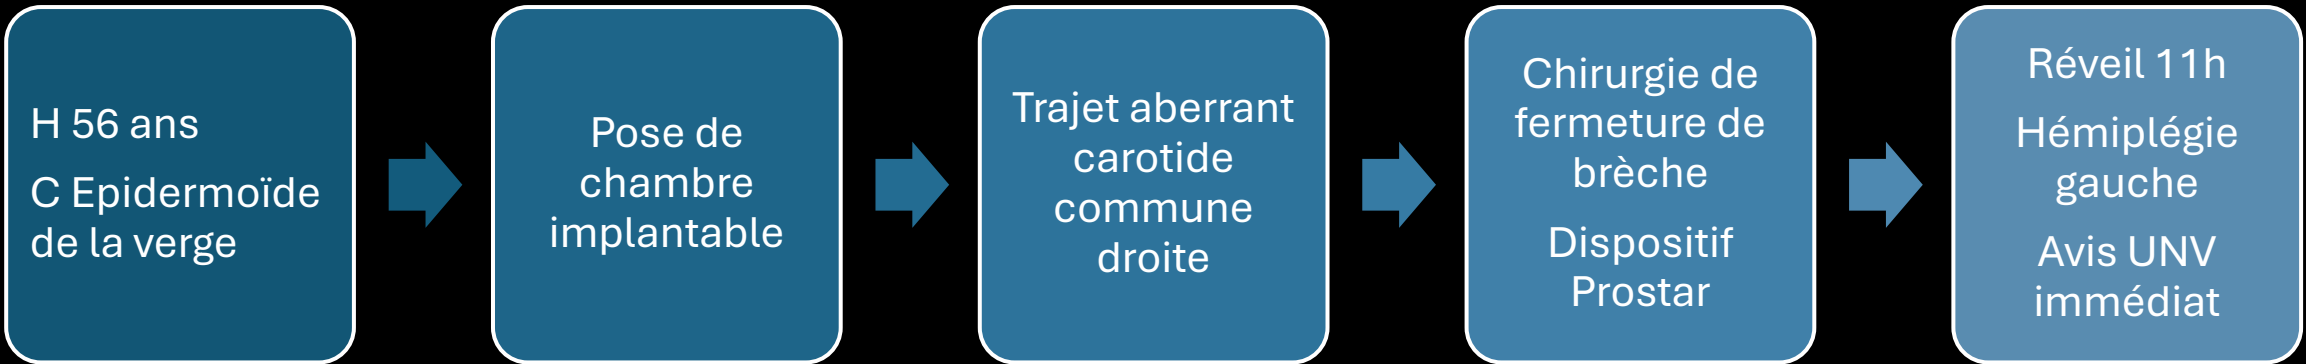 H 56 ans
C Epidermoïde
de la verge
Pose de
chambre
implantable
Trajet aberrant
carotide
commune
droite
Chirurgie de
fermeture de
brèche
Dispositif
Prostar
Réveil 11h
Hémiplégie
gauche
Avis UNV
immédiat